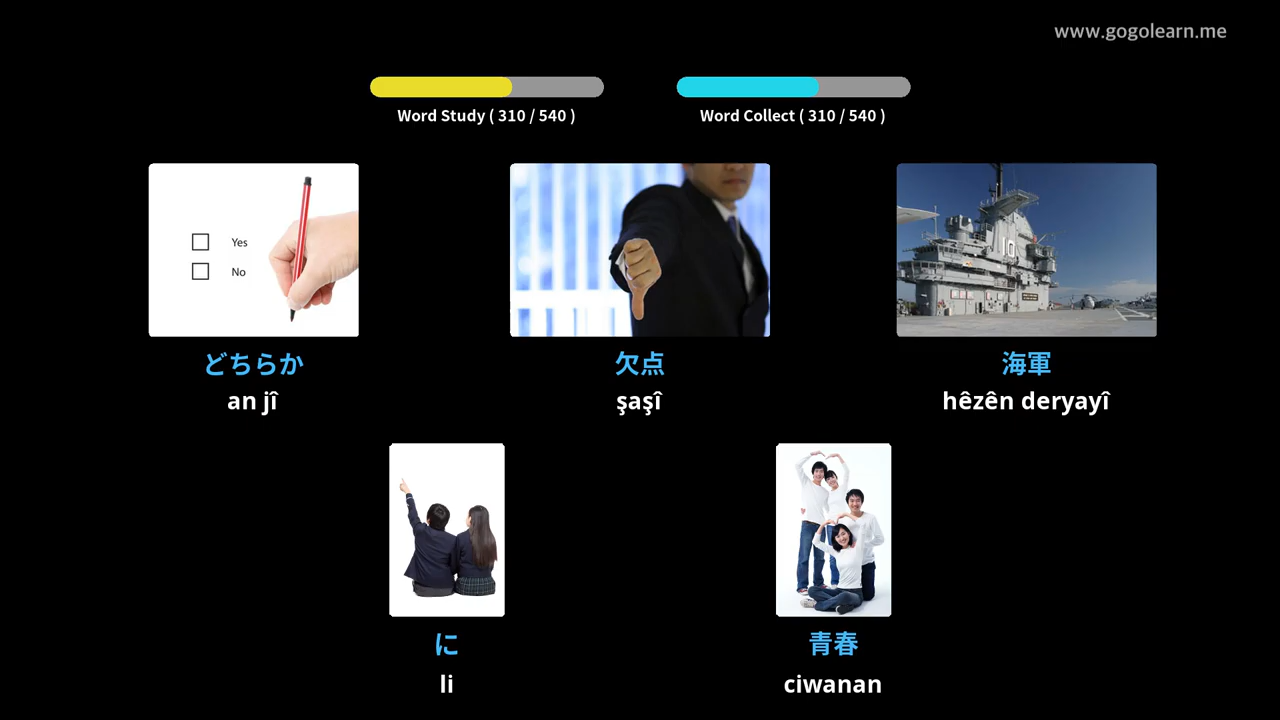 www.gogolearn.me
Word Study ( 310 / 540 )
Word Collect ( 310 / 540 )
Yes
No
10
どちらか
an jî
欠点
şaşî
海軍
hêzên deryayî
に
li
青春
ciwanan